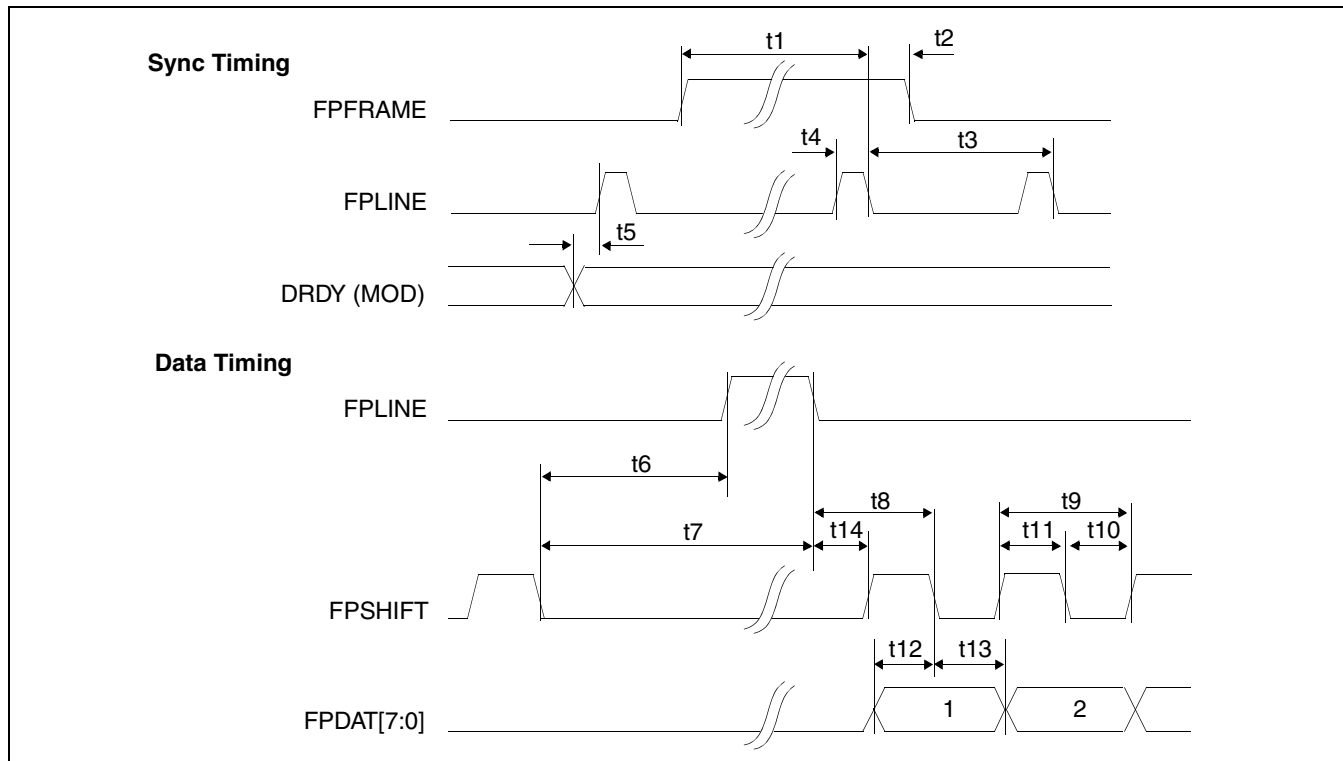 Sync Timing
t1
t2
FPFRAME
t4
t3
FPLINE
t5
DRDY (MOD)
Data Timing
FPLINE
t6
t8
t9
t7
t14
t11
t10
FPSHIFT
t12
t13
FPDAT[7:0]
1
2